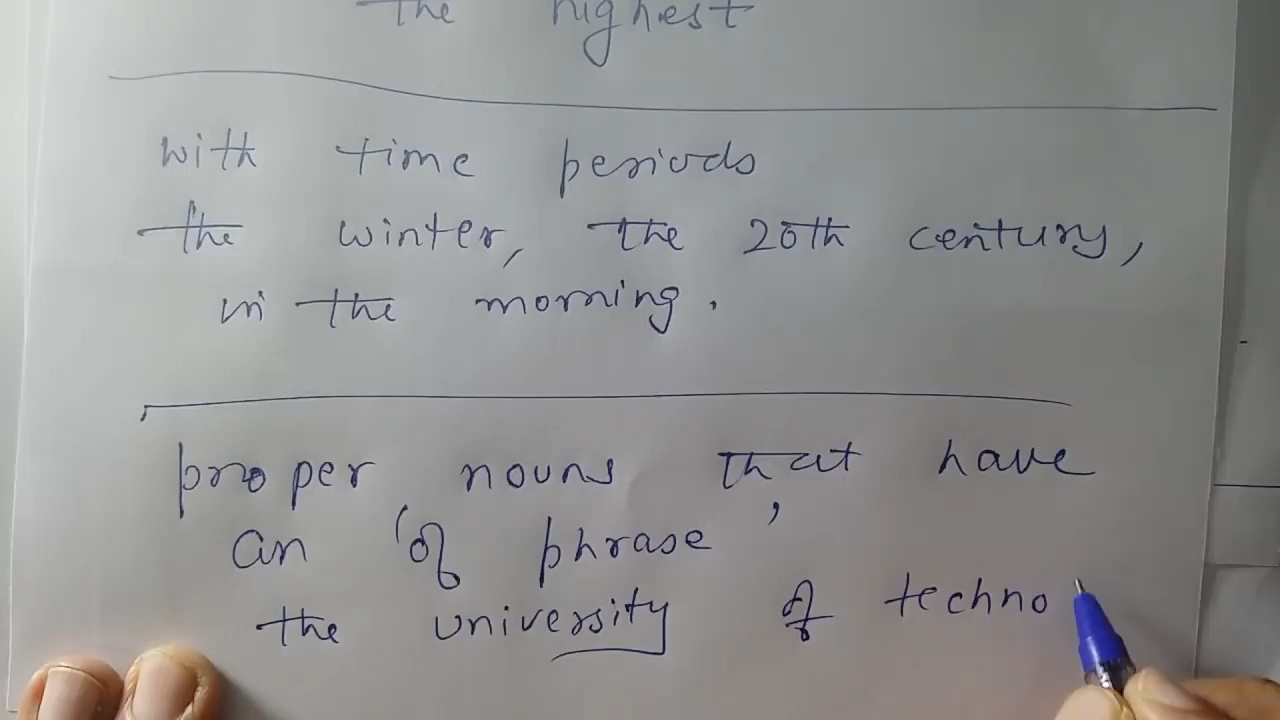 the highest
with time periods
the winter, the 20th century,
in the morning.
proper nouns that have
an 'of phrase'
the university of techno